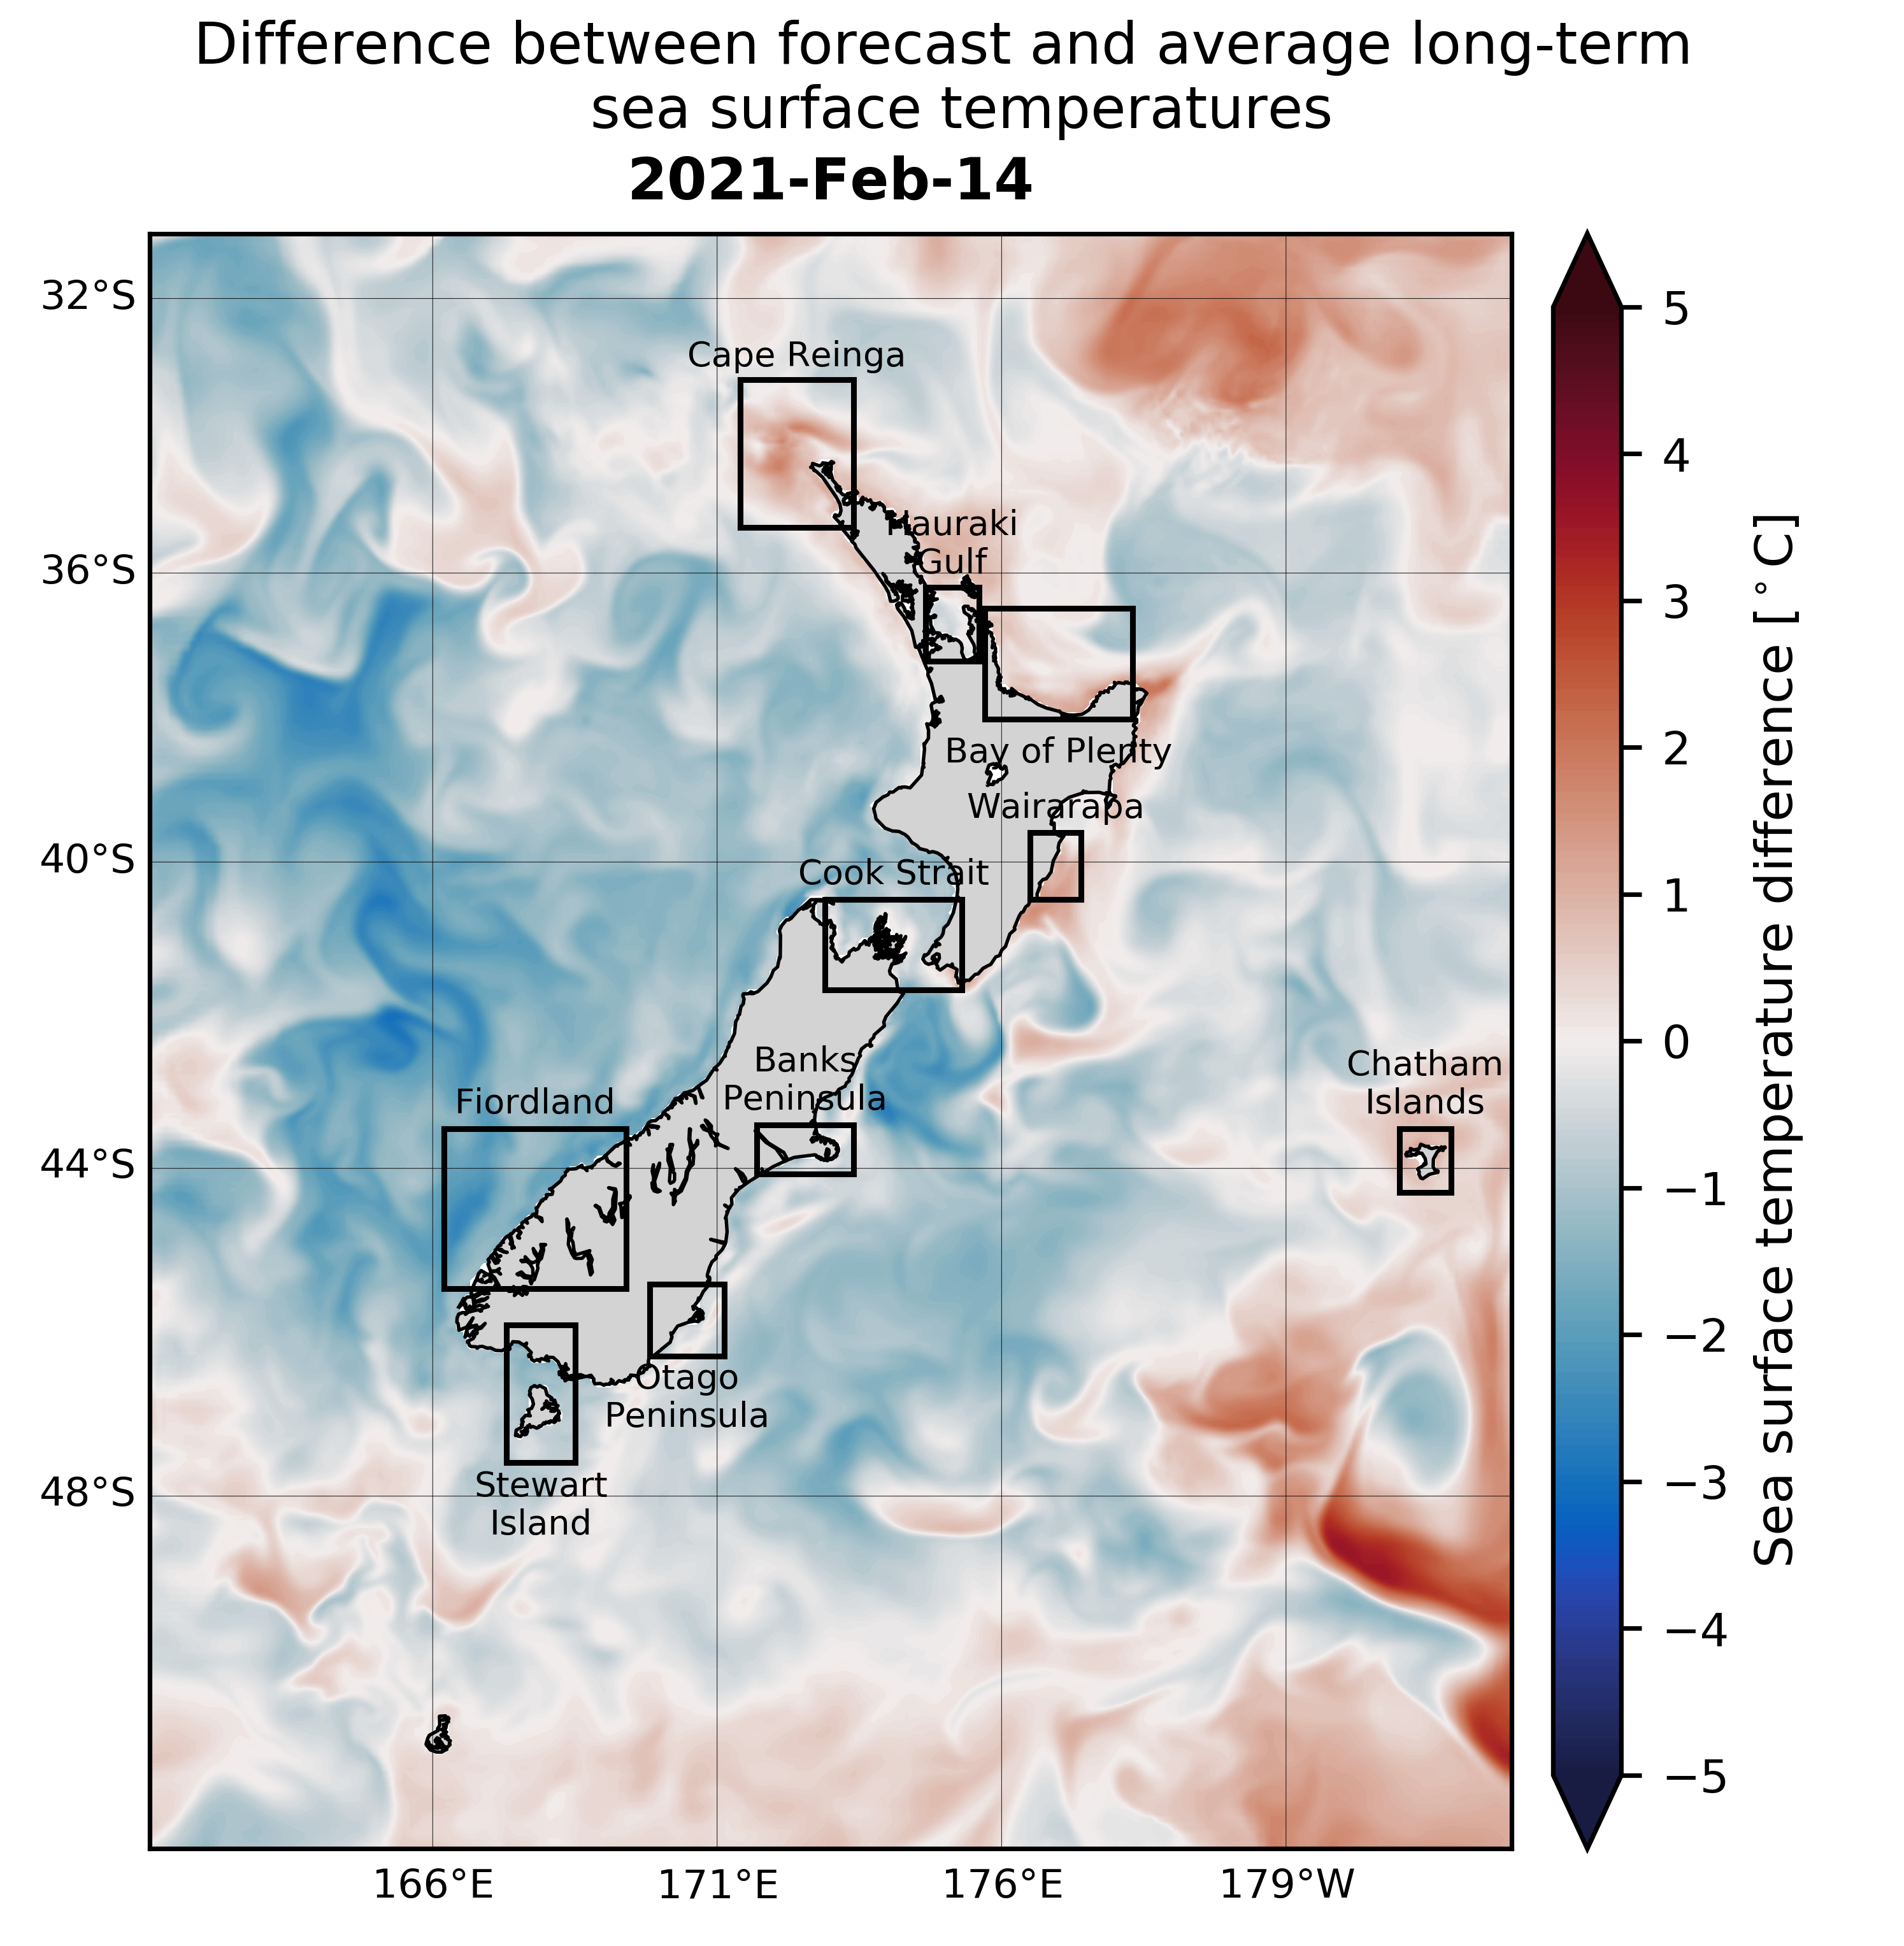 Difference between forecast and average long-term
sea surface temperatures
2021-Feb-14
32°S
36°S
40°S
44°S
48°S
166°E
171°E
176°E
179°W
Cape Reinga
Hauraki
Gulf
Bay of Plenty
Wairarapa
Cook Strait
Banks
Peninsula
Fiordland
Chatham
Islands
Otago
Peninsula
Stewart
Island
5
4
3
2
1
0
−1
−2
−3
−4
−5
Sea surface temperature difference [°C]